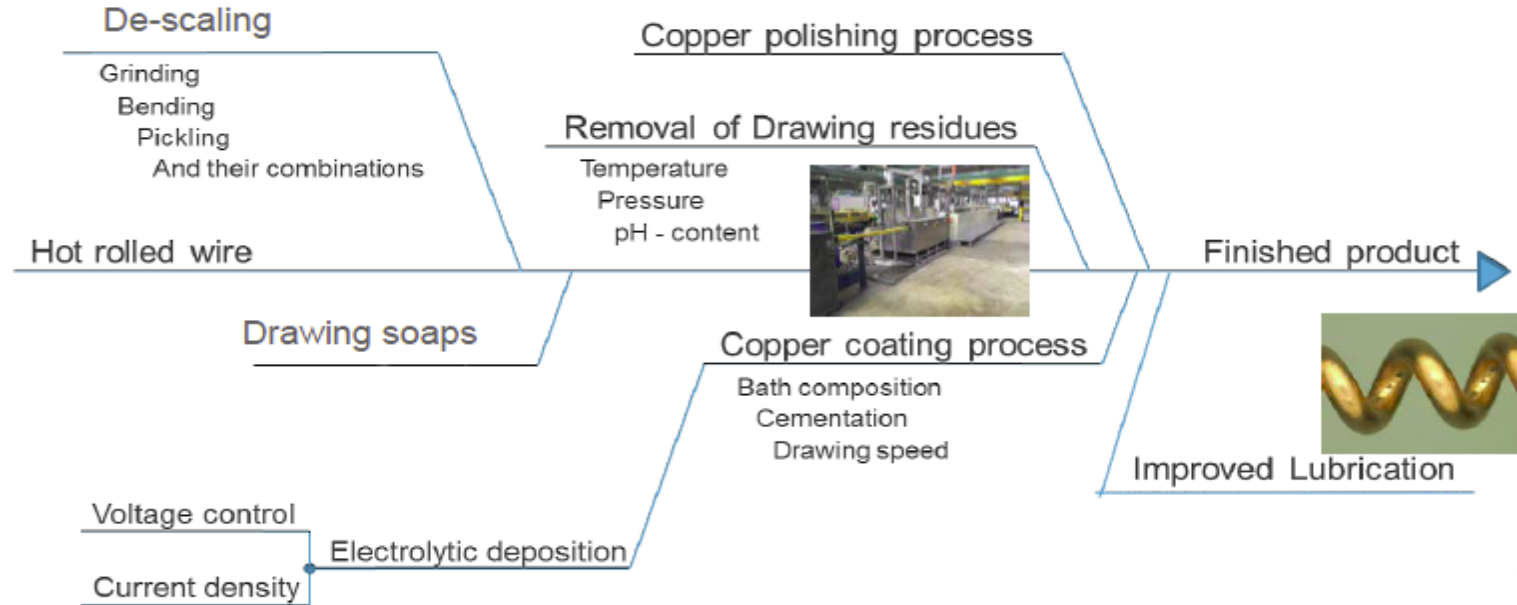 De-scaling
Grinding
Bending
Pickling
And their combinations
Copper polishing process
Removal of Drawing residues
Temperature
Pressure
pH - content
Hot rolled wire
Finished product
Drawing soaps
Copper coating process
Bath composition
Cementation
Drawing speed
Improved Lubrication
Voltage control
Electrolytic deposition
Current density